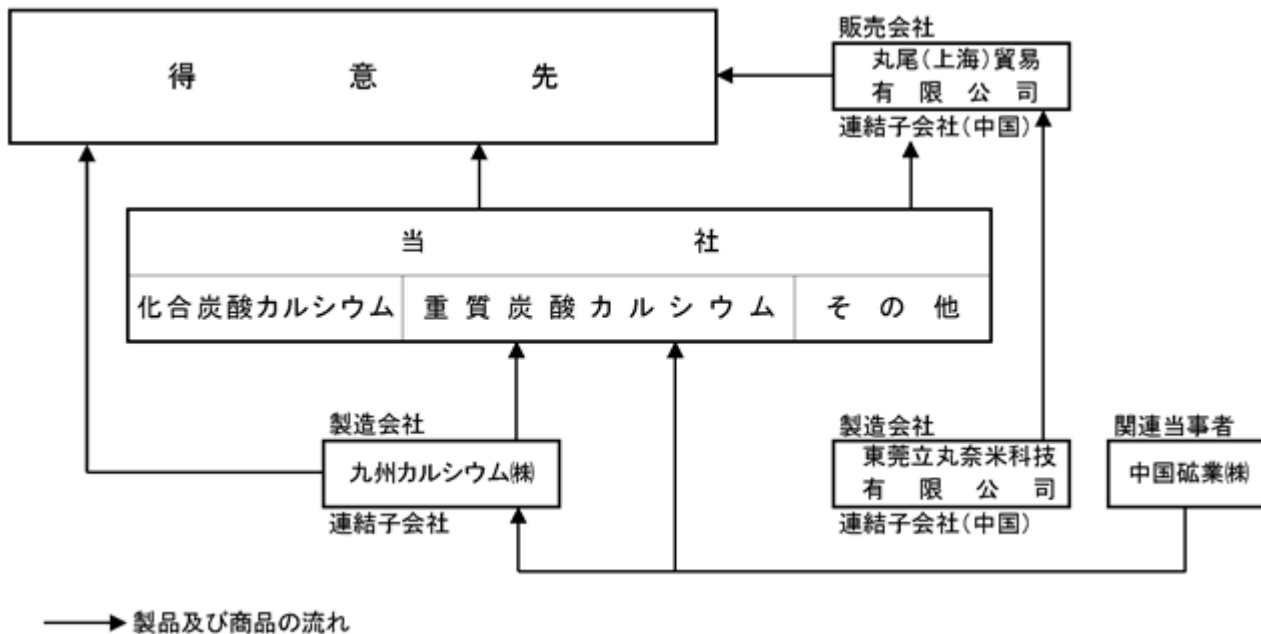 販売会社
得意先
丸尾(上海)貿易
有限公司
連結子会社(中国)
当社
化合炭酸カルシウム
重質炭酸カルシウム
その他
製造会社
九州カルシウム㈱
連結子会社
製造会社
東莞立丸奈米科技
有限公司
連結子会社(中国)
関連当事者
中国砿業㈱
製品及び商品の流れ